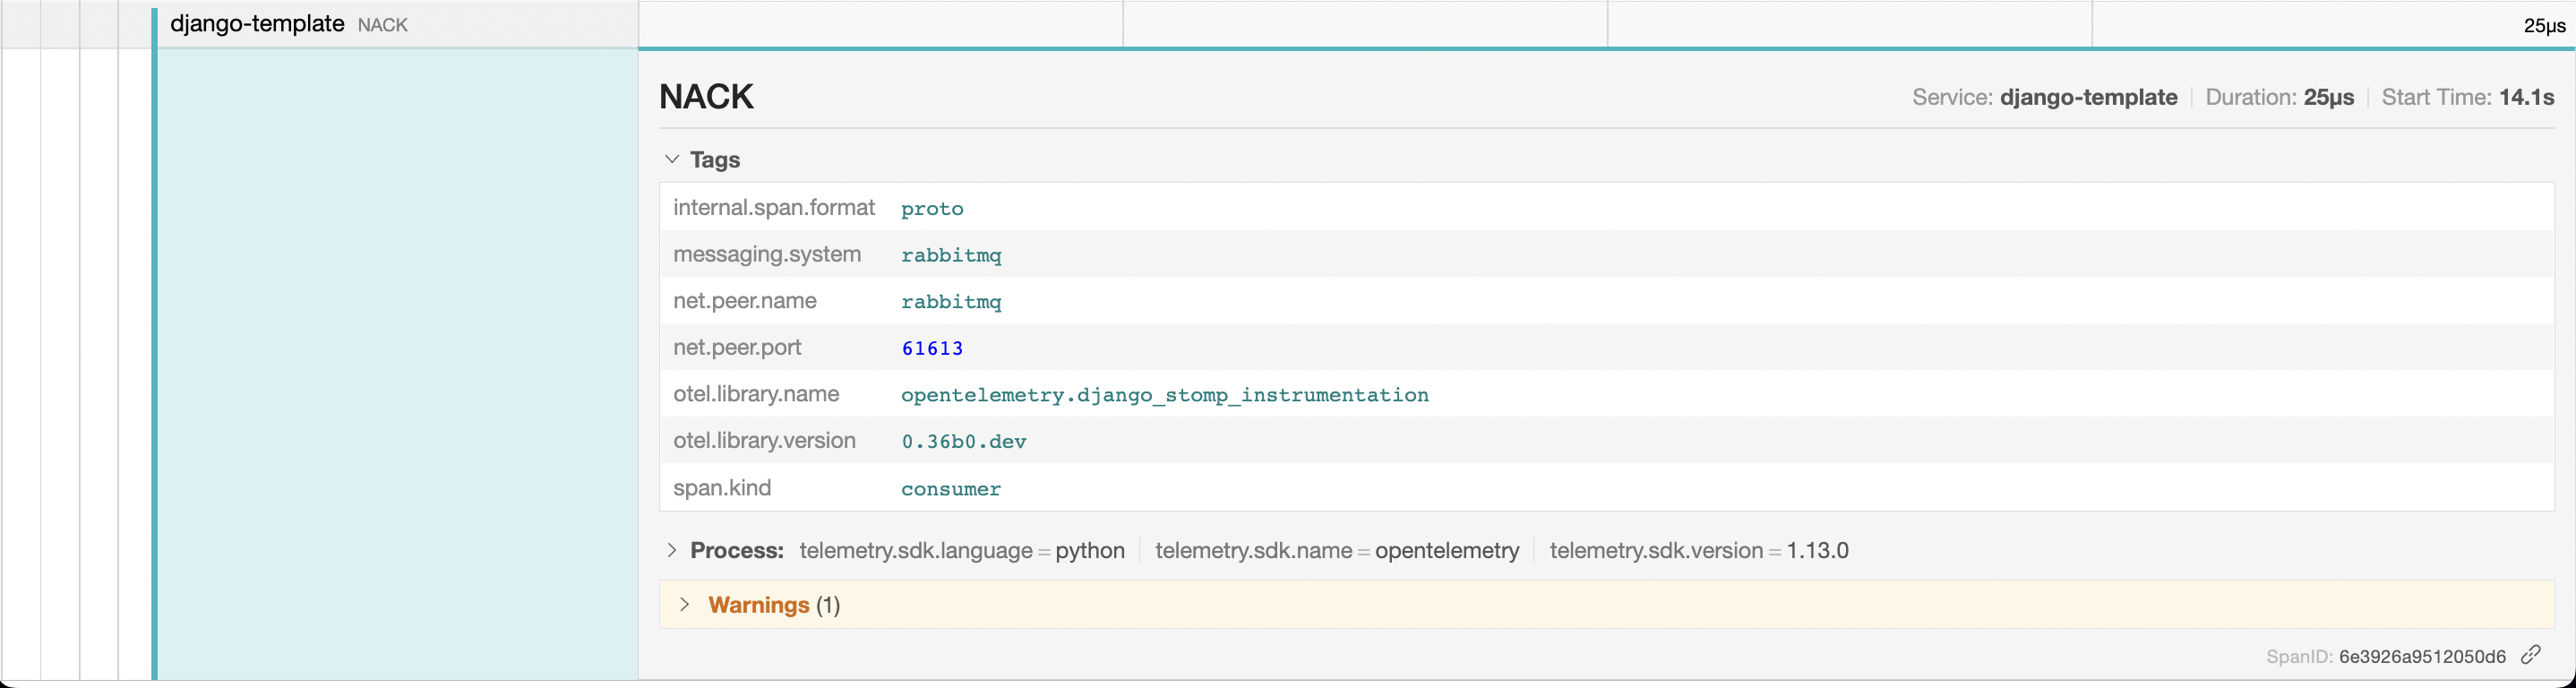 django-template NACK
25μs
NACK
Service: django-template Duration: 25μs Start Time: 14.1s
Tags
internal.span.format proto
messaging.system rabbitmq
net.peer.name rabbitmq
net.peer.port 61613
otel.library.name opentelemetry.django_stomp_instrumentation
otel.library.version 0.36b0.dev
span.kind consumer
Process: telemetry.sdk.language = python telemetry.sdk.name = opentelemetry telemetry.sdk.version = 1.13.0
Warnings (1)
SpanID: 6e3926a9512050d6